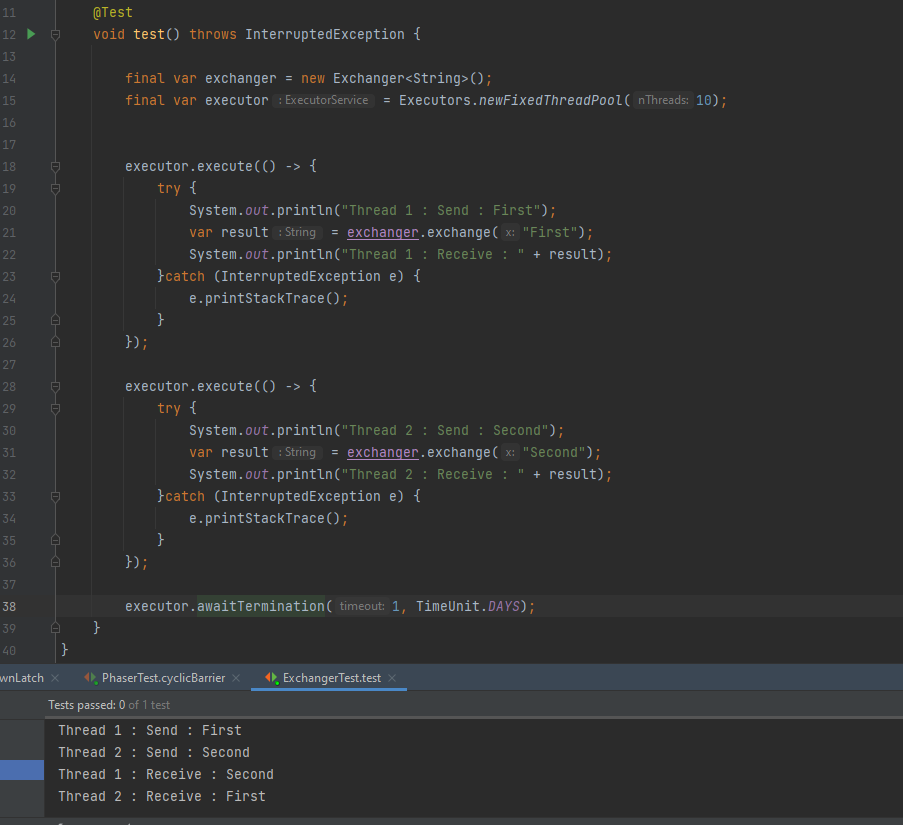 11 @Test
12 void test() throws InterruptedException {
13
14 final var exchanger = new Exchanger<String>();
15 final var executor : ExecutorService = Executors.newFixedThreadPool( nThreads: 10);
16
17
18 executor.execute(() -> {
19 try {
20 System.out.println("Thread 1 : Send : First");
21 var result : String = exchanger.exchange( x: "First");
22 System.out.println("Thread 1 : Receive : " + result);
23 }catch (InterruptedException e) {
24 e.printStackTrace();
25 }
26 });
27
28 executor.execute(() -> {
29 try {
30 System.out.println("Thread 2 : Send : Second");
31 var result : String = exchanger.exchange( x: "Second");
32 System.out.println("Thread 2 : Receive : " + result);
33 }catch (InterruptedException e) {
34 e.printStackTrace();
35 }
36 });
37
38 executor.awaitTermination( timeout: 1, TimeUnit.DAYS);
39 }
40 }
wnLatch × PhaserTest.cyclicBarrier × ExchangerTest.test ×
Tests passed: 0 of 1 test
Thread 1 : Send : First
Thread 2 : Send : Second
Thread 1 : Receive : Second
Thread 2 : Receive : First